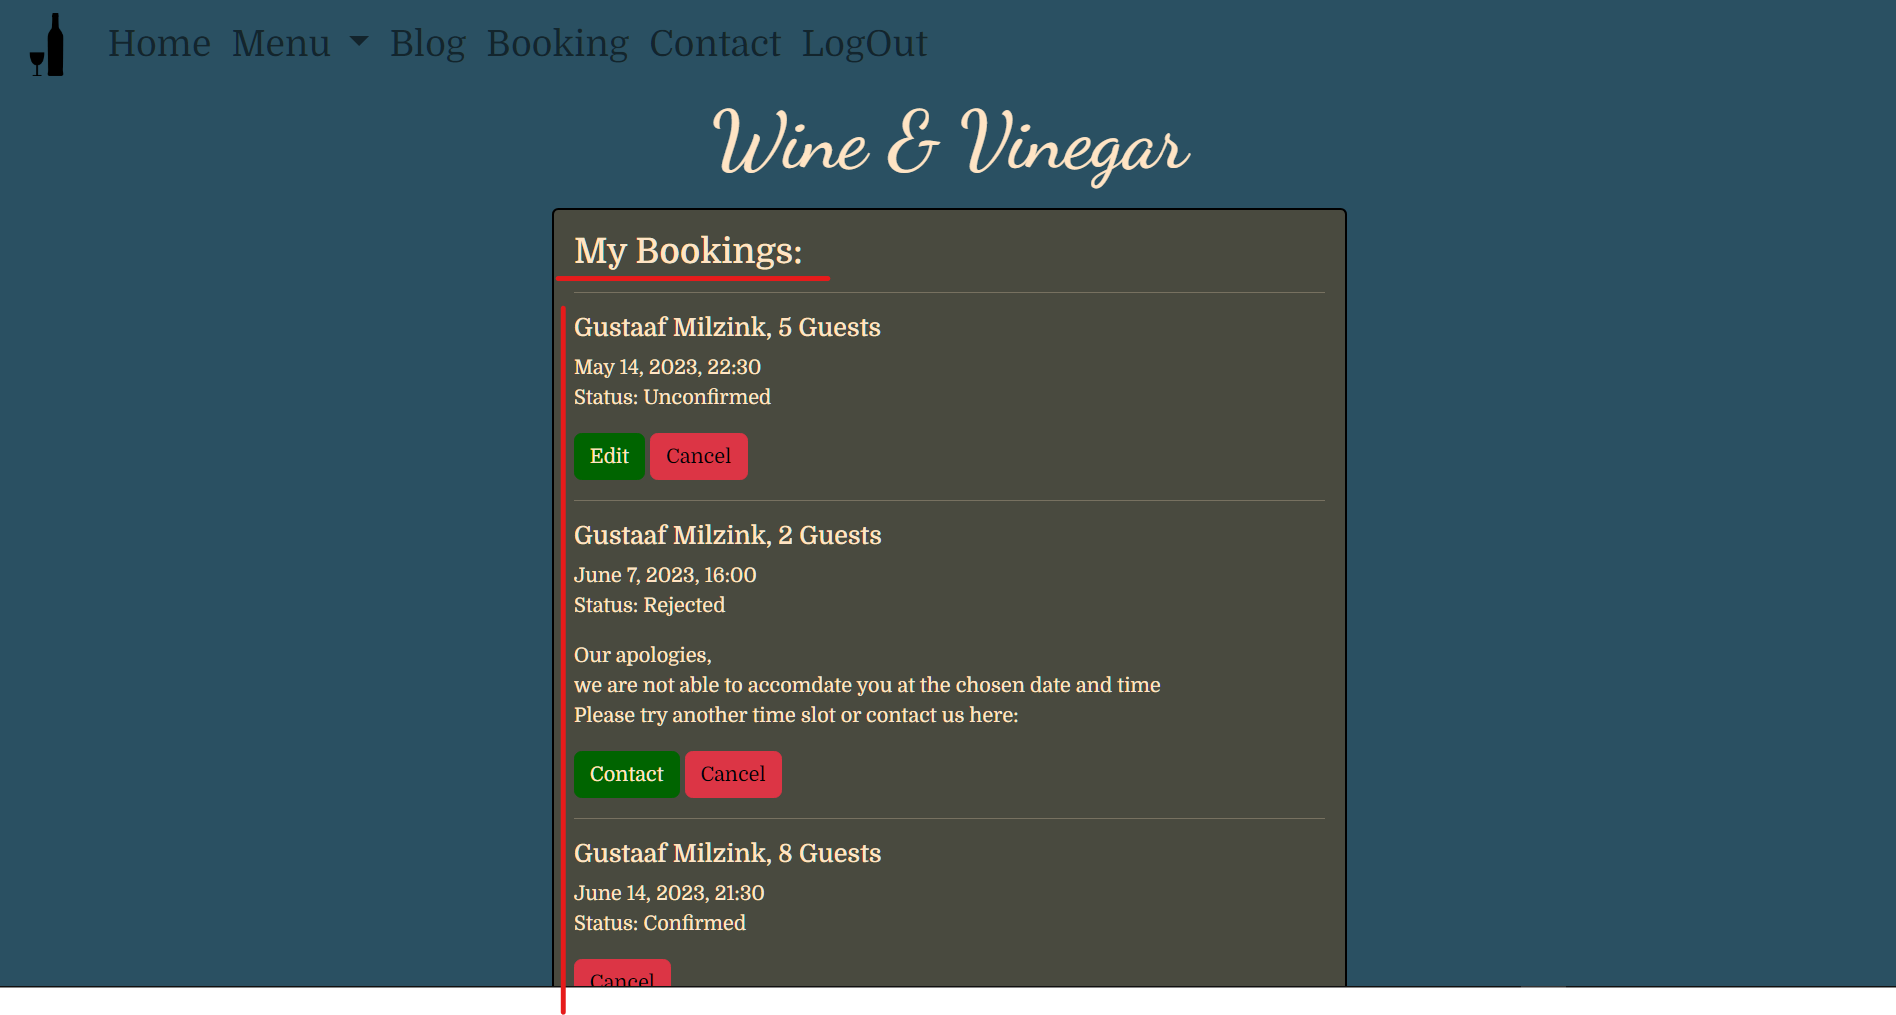 Home Menu Blog Booking Contact LogOut
Wine & Vinegar
My Bookings:
Gustaaf Milzink, 5 Guests
May 14, 2023, 22:30
Status: Unconfirmed
Edit Cancel
Gustaaf Milzink, 2 Guests
June 7, 2023, 16:00
Status: Rejected
Our apologies,
we are not able to accomdate you at the chosen date and time
Please try another time slot or contact us here:
Contact Cancel
Gustaaf Milzink, 8 Guests
June 14, 2023, 21:30
Status: Confirmed
Cancel